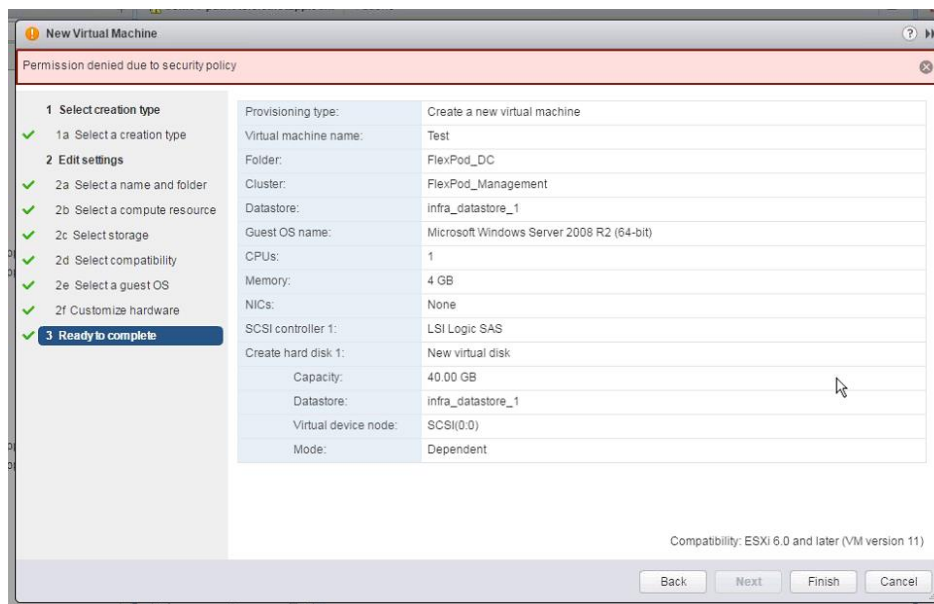 New Virtual Machine
Permission denied due to security policy
1 Select creation type
1a Select a creation type
2 Edit settings
2a Select a name and folder
2b Select a compute resource
2c Select storage
2d Select compatibility
2e Select a guest OS
2f Customize hardware
3 Ready to complete
Provisioning type: Create a new virtual machine
Virtual machine name: Test
Folder: FlexPod_DC
Cluster: FlexPod_Management
Datastore: infra_datastore_1
Guest OS name: Microsoft Windows Server 2008 R2 (64-bit)
CPUs: 1
Memory: 4 GB
NICs: None
SCSI controller 1: LSI Logic SAS
Create hard disk 1: New virtual disk
Capacity: 40.00 GB
Datastore: infra_datastore_1
Virtual device node: SCSI(0:0)
Mode: Dependent
Compatibility: ESXi 6.0 and later (VM version 11)
Back Next Finish Cancel